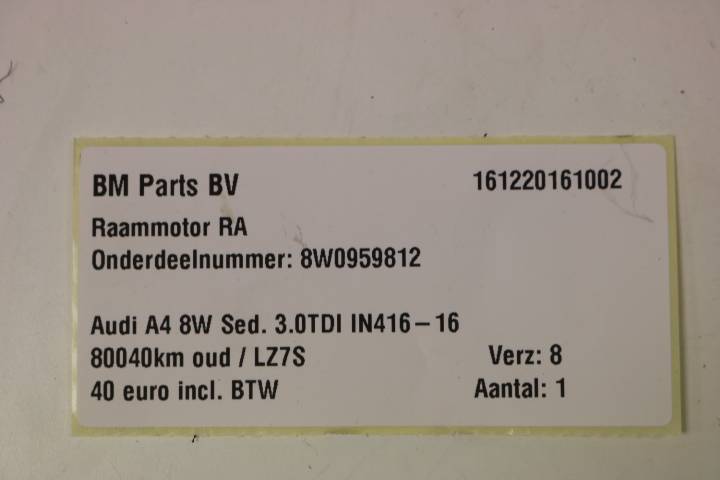 BM Parts BV 161220161002
Raammotor RA
Onderdeelnummer: 8W0959812
Audi A4 8W Sed. 3.0TDI IN416-16
80040km oud / LZ7S Verz: 8
40 euro incl. BTW Aantal: 1